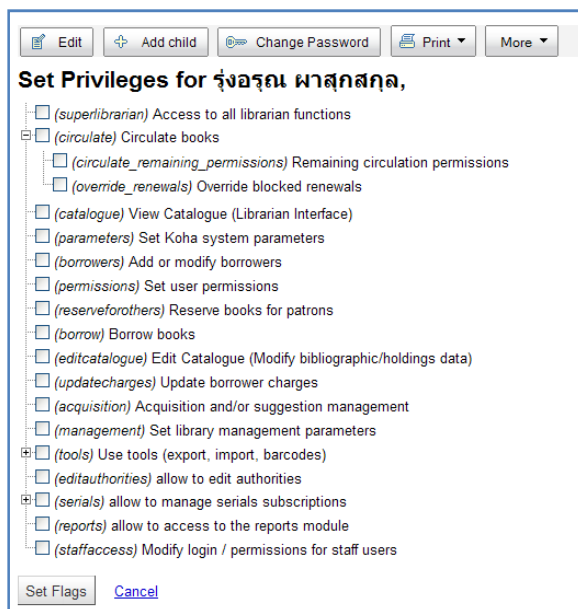 Edit Add child Change Password Print More
Set Privileges for รุ่งอรุณ ผาสุกสกุล,
(superlibrarian) Access to all librarian functions
(circulate) Circulate books
(circulate_remaining_permissions) Remaining circulation permissions
(override_renewals) Override blocked renewals
(catalogue) View Catalogue (Librarian Interface)
(parameters) Set Koha system parameters
(borrowers) Add or modify borrowers
(permissions) Set user permissions
(reserveforothers) Reserve books for patrons
(borrow) Borrow books
(editcatalogue) Edit Catalogue (Modify bibliographic/holdings data)
(updatecharges) Update borrower charges
(acquisition) Acquisition and/or suggestion management
(management) Set library management parameters
(tools) Use tools (export, import, barcodes)
(editauthorities) allow to edit authorities
(serials) allow to manage serials subscriptions
(reports) allow to access to the reports module
(staffaccess) Modify login / permissions for staff users
Set Flags Cancel